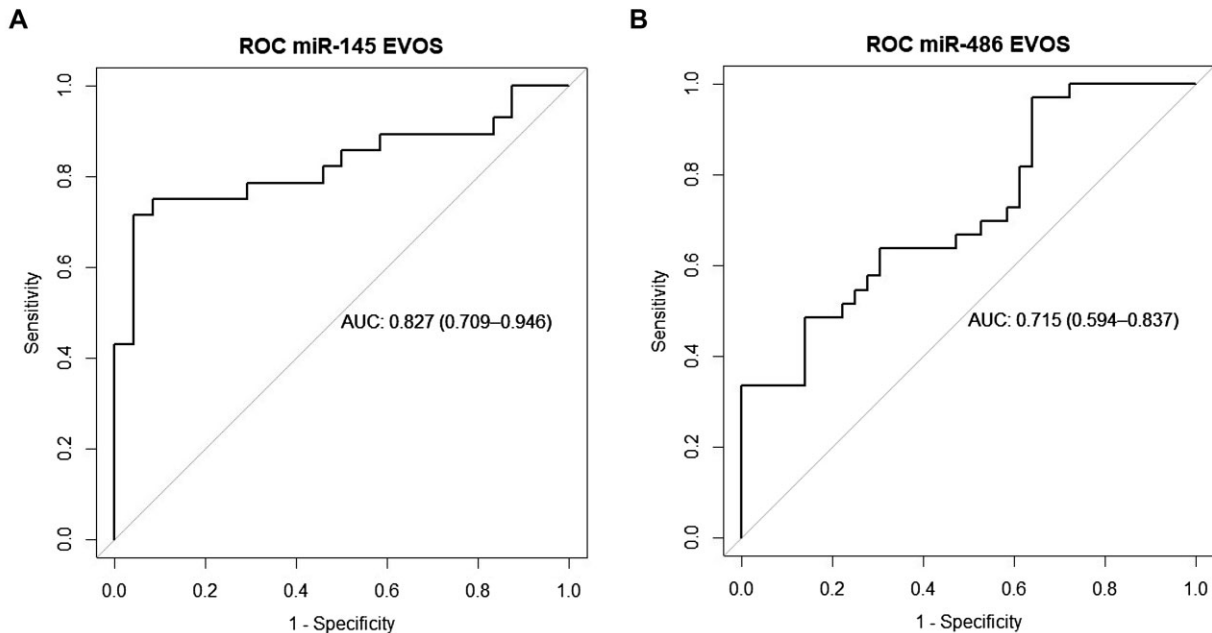 A
ROC miR-145 EVOS
Sensitivity
1.0
0.8
0.6
0.4
0.2
0.0
AUC: 0.827 (0.709–0.946)
0.0 0.2 0.4 0.6 0.8 1.0
1 - Specificity
B
ROC miR-486 EVOS
Sensitivity
1.0
0.8
0.6
0.4
0.2
0.0
AUC: 0.715 (0.594–0.837)
0.0 0.2 0.4 0.6 0.8 1.0
1 - Specificity